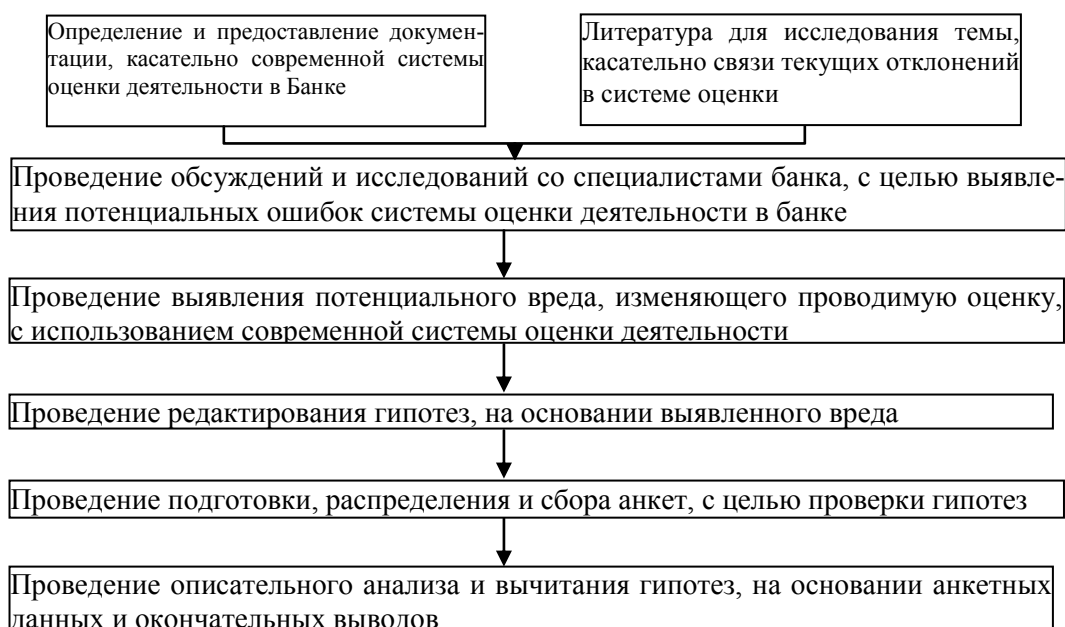 Определение и предоставление докумен-
тации, касательно современной системы
оценки деятельности в Банке
Литература для исследования темы,
касательно связи текущих отклонений
в системе оценки
Проведение обсуждений и исследований со специалистами банка, с целью выявле-
ния потенциальных ошибок системы оценки деятельности в банке
Проведение выявления потенциального вреда, изменяющего проводимую оценку,
с использованием современной системы оценки деятельности
Проведение редактирования гипотез, на основании выявленного вреда
Проведение подготовки, распределения и сбора анкет, с целью проверки гипотез
Проведение описательного анализа и вычитания гипотез, на основании анкетных
данных и окончательных выводов